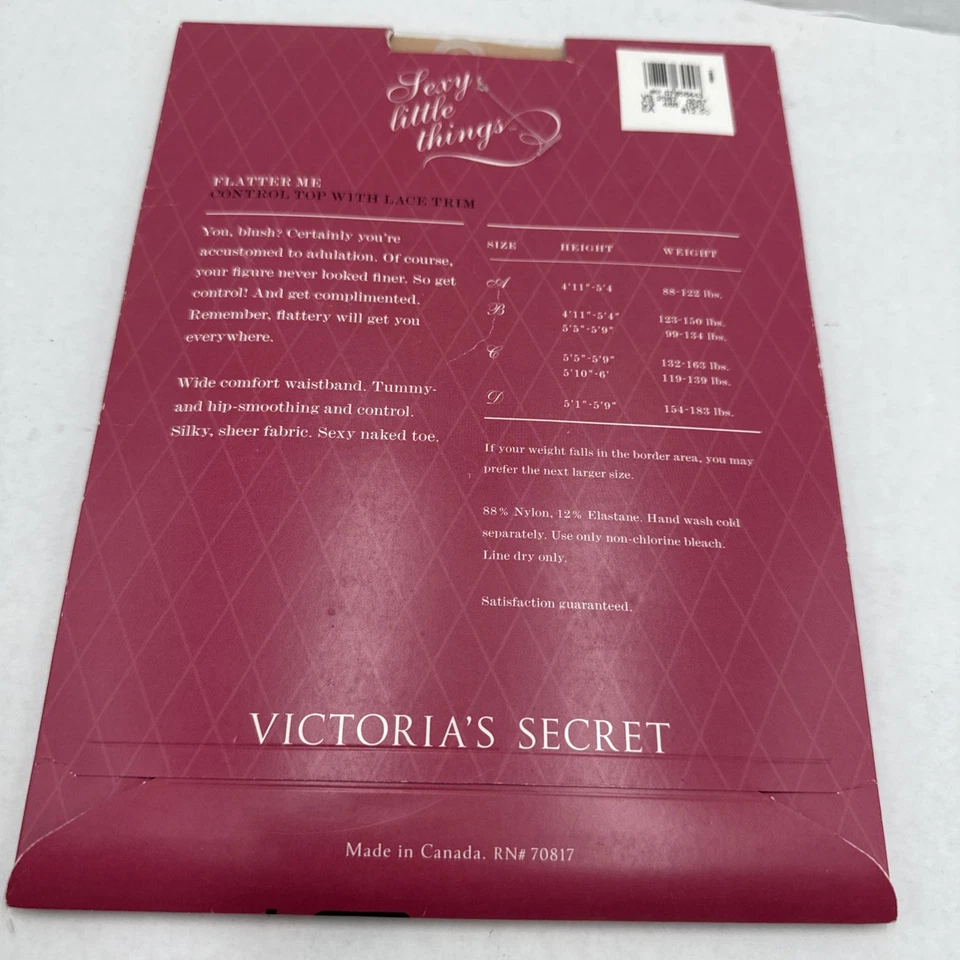 Sexy
little
things
FLATTER ME
CONTROL TOP WITH LACE TRIM
You, blush? Certainly you're
accustomed to adulation. Of course,
your figure never looked finer. So get
control! And get complimented.
Remember, flattery will get you
everywhere.
Wide comfort waistband. Tummy-
and hip-smoothing and control.
Silky, sheer fabric. Sexy naked toe.
SIZE HEIGHT WEIGHT
A 4'11"-5'4 88-122 lbs.
B 4'11"-5'4" 123-150 lbs.
5'5"-5'9" 99-134 lbs.
C 5'5"-5'9" 132-163 lbs.
5'10"-6' 119-139 lbs.
D 5'1"-5'9" 154-183 lbs.
If your weight falls in the border area, you may
prefer the next larger size.
88% Nylon, 12% Elastane. Hand wash cold
separately. Use only non-chlorine bleach.
Line dry only.
Satisfaction guaranteed.
VICTORIA'S SECRET
Made in Canada. RN# 70817